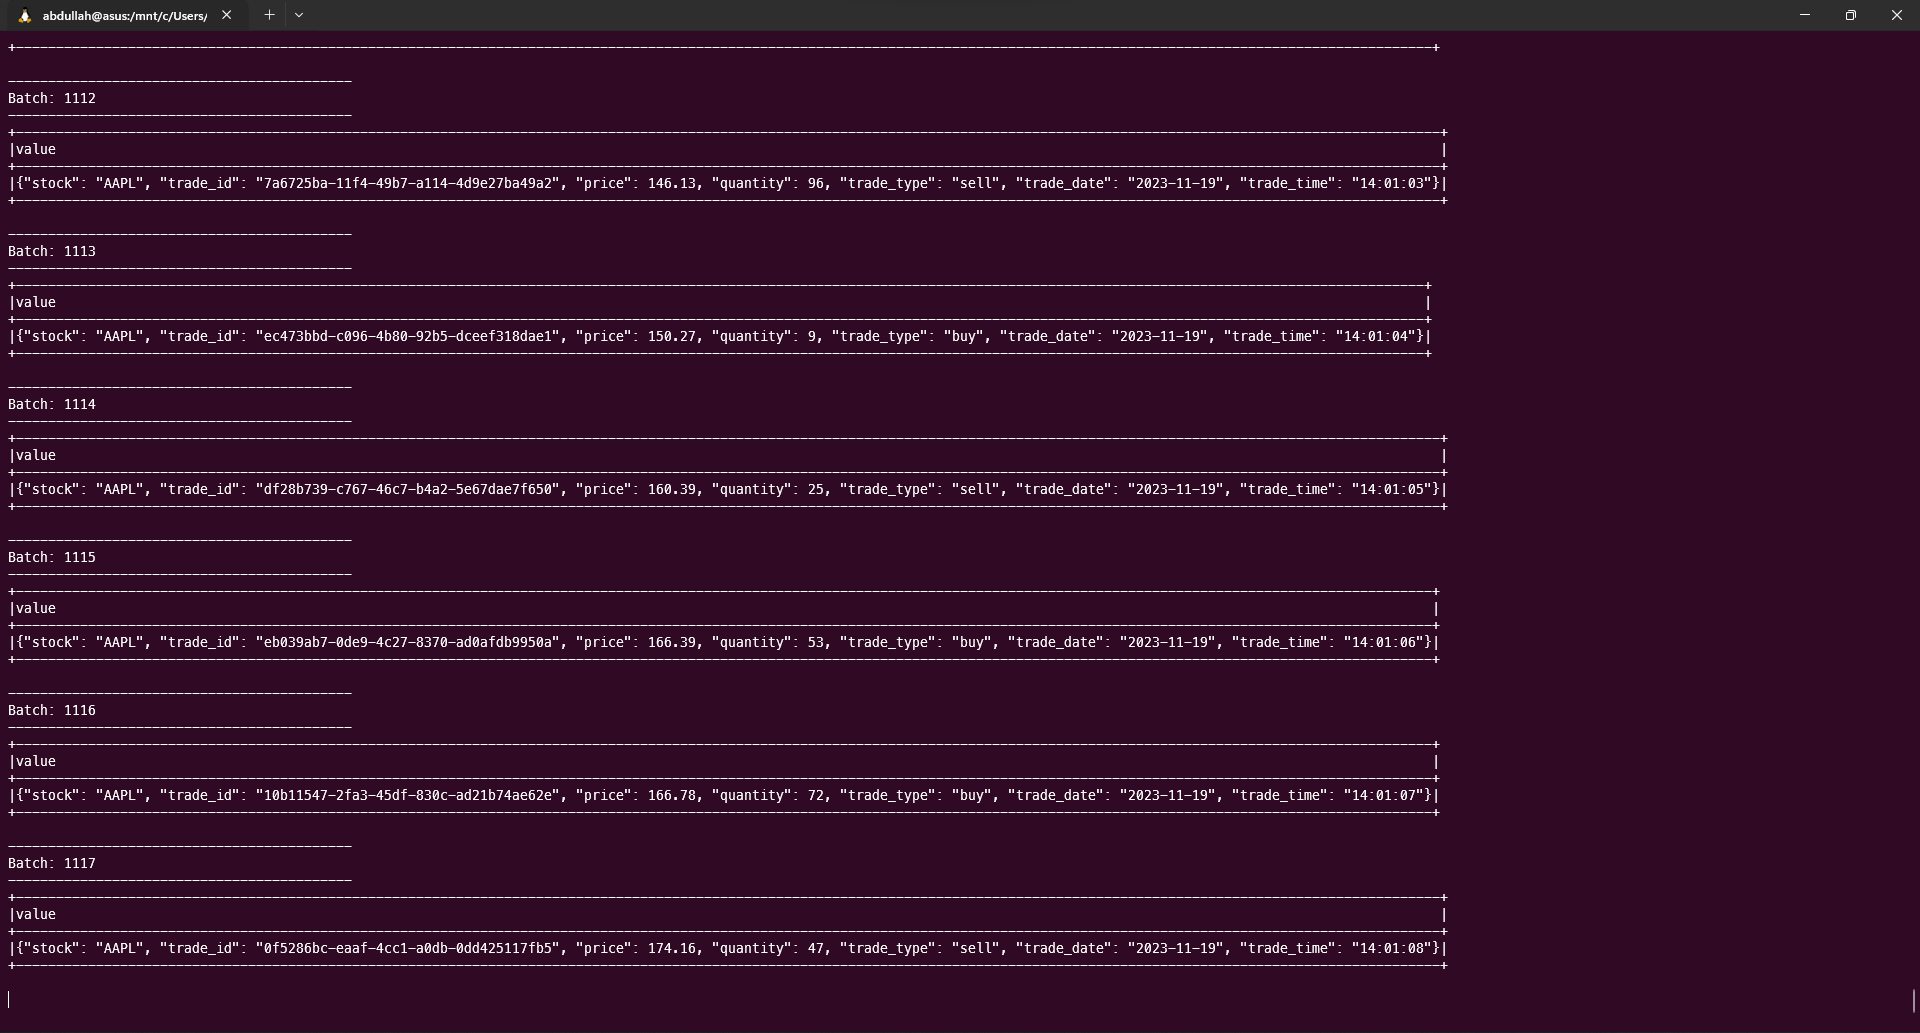 abdullah@asus:/mnt/c/Users/
Batch: 1112
|value |
|{"stock": "AAPL", "trade_id": "7a6725ba-11f4-49b7-a114-4d9e27ba49a2", "price": 146.13, "quantity": 96, "trade_type": "sell", "trade_date": "2023-11-19", "trade_time": "14:01:03"}|
Batch: 1113
|value |
|{"stock": "AAPL", "trade_id": "ec473bbd-c096-4b80-92b5-dceef318dae1", "price": 150.27, "quantity": 9, "trade_type": "buy", "trade_date": "2023-11-19", "trade_time": "14:01:04"}|
Batch: 1114
|value |
|{"stock": "AAPL", "trade_id": "df28b739-c767-46c7-b4a2-5e67dae7f650", "price": 160.39, "quantity": 25, "trade_type": "sell", "trade_date": "2023-11-19", "trade_time": "14:01:05"}|
Batch: 1115
|value |
|{"stock": "AAPL", "trade_id": "eb039ab7-0de9-4c27-8370-ad0afdb9950a", "price": 166.39, "quantity": 53, "trade_type": "buy", "trade_date": "2023-11-19", "trade_time": "14:01:06"}|
Batch: 1116
|value |
|{"stock": "AAPL", "trade_id": "10b11547-2fa3-45df-830c-ad21b74ae62e", "price": 166.78, "quantity": 72, "trade_type": "buy", "trade_date": "2023-11-19", "trade_time": "14:01:07"}|
Batch: 1117
|value |
|{"stock": "AAPL", "trade_id": "0f5286bc-eaaf-4cc1-a0db-0dd425117fb5", "price": 174.16, "quantity": 47, "trade_type": "sell", "trade_date": "2023-11-19", "trade_time": "14:01:08"}|